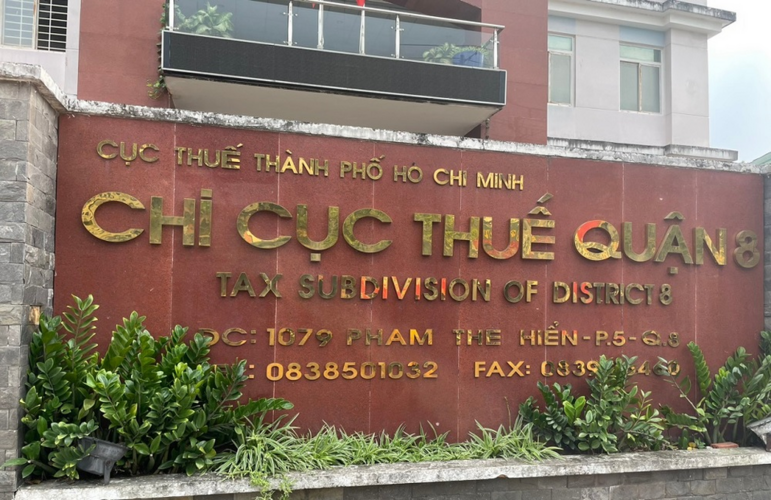 CỤC THUẾ THÀNH PHỐ HỒ CHÍ MINH
CHI CỤC THUẾ QUẬN 8
TAX SUBDIVISION OF DISTRICT 8
ĐC: 1079 PHẠM THẾ HIỂN - P.5 - Q.8
: 0838501032 FAX: